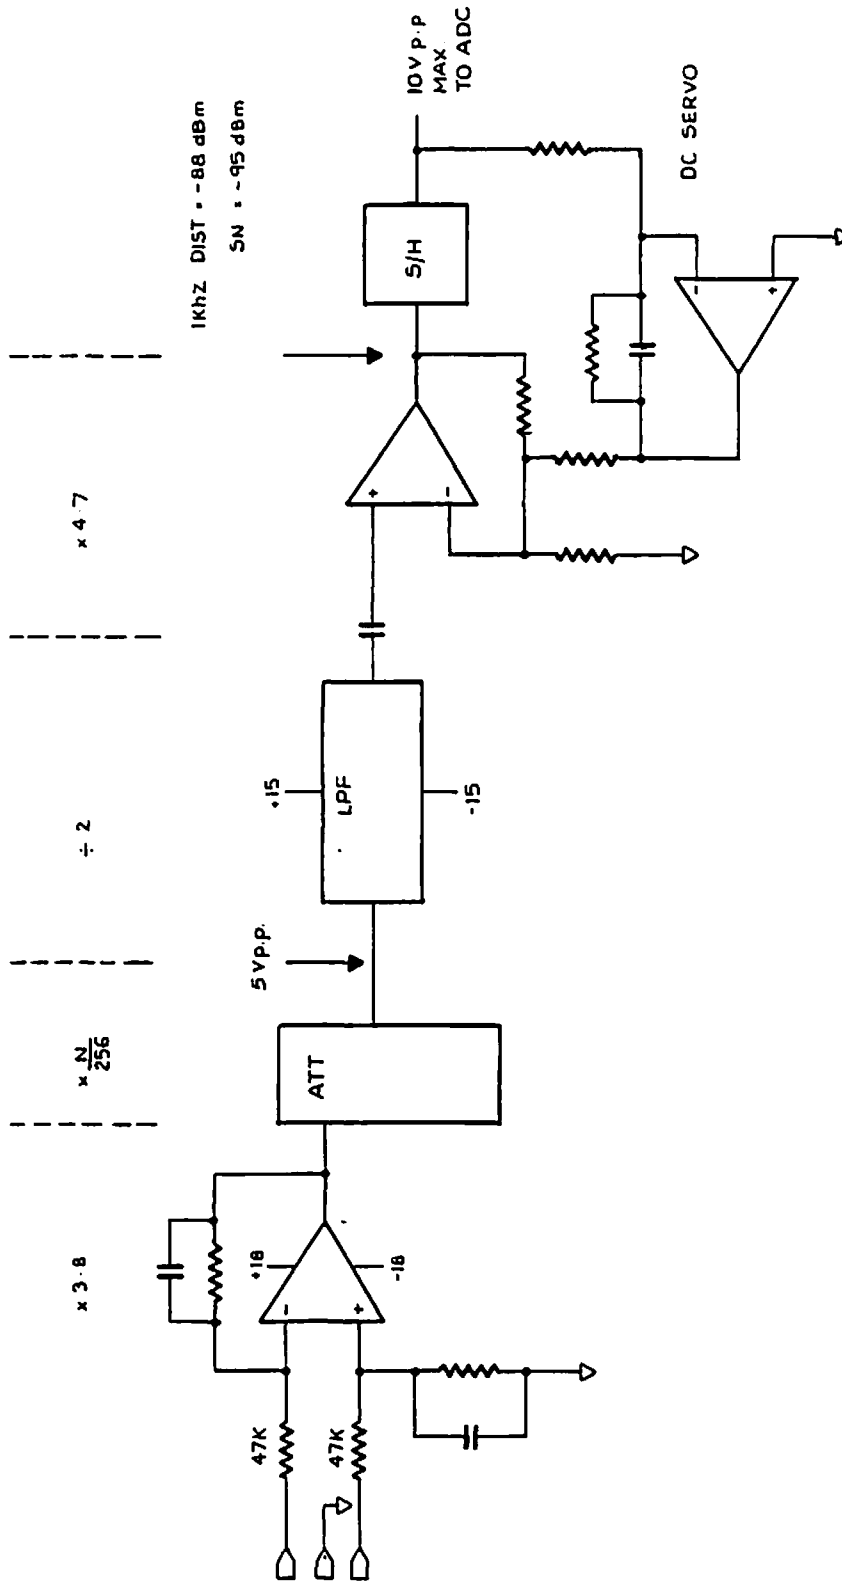 × 3·8
× N/256
÷ 2
× 4·7
1Khz DIST = -88 dBm
SN = -95 dBm
5Vp.p.
47K
47K
-
+
+18
-18
ATT
+15
LPF
-15
+
-
S/H
10V p.p
MAX.
TO ADC
-
+
DC SERVO